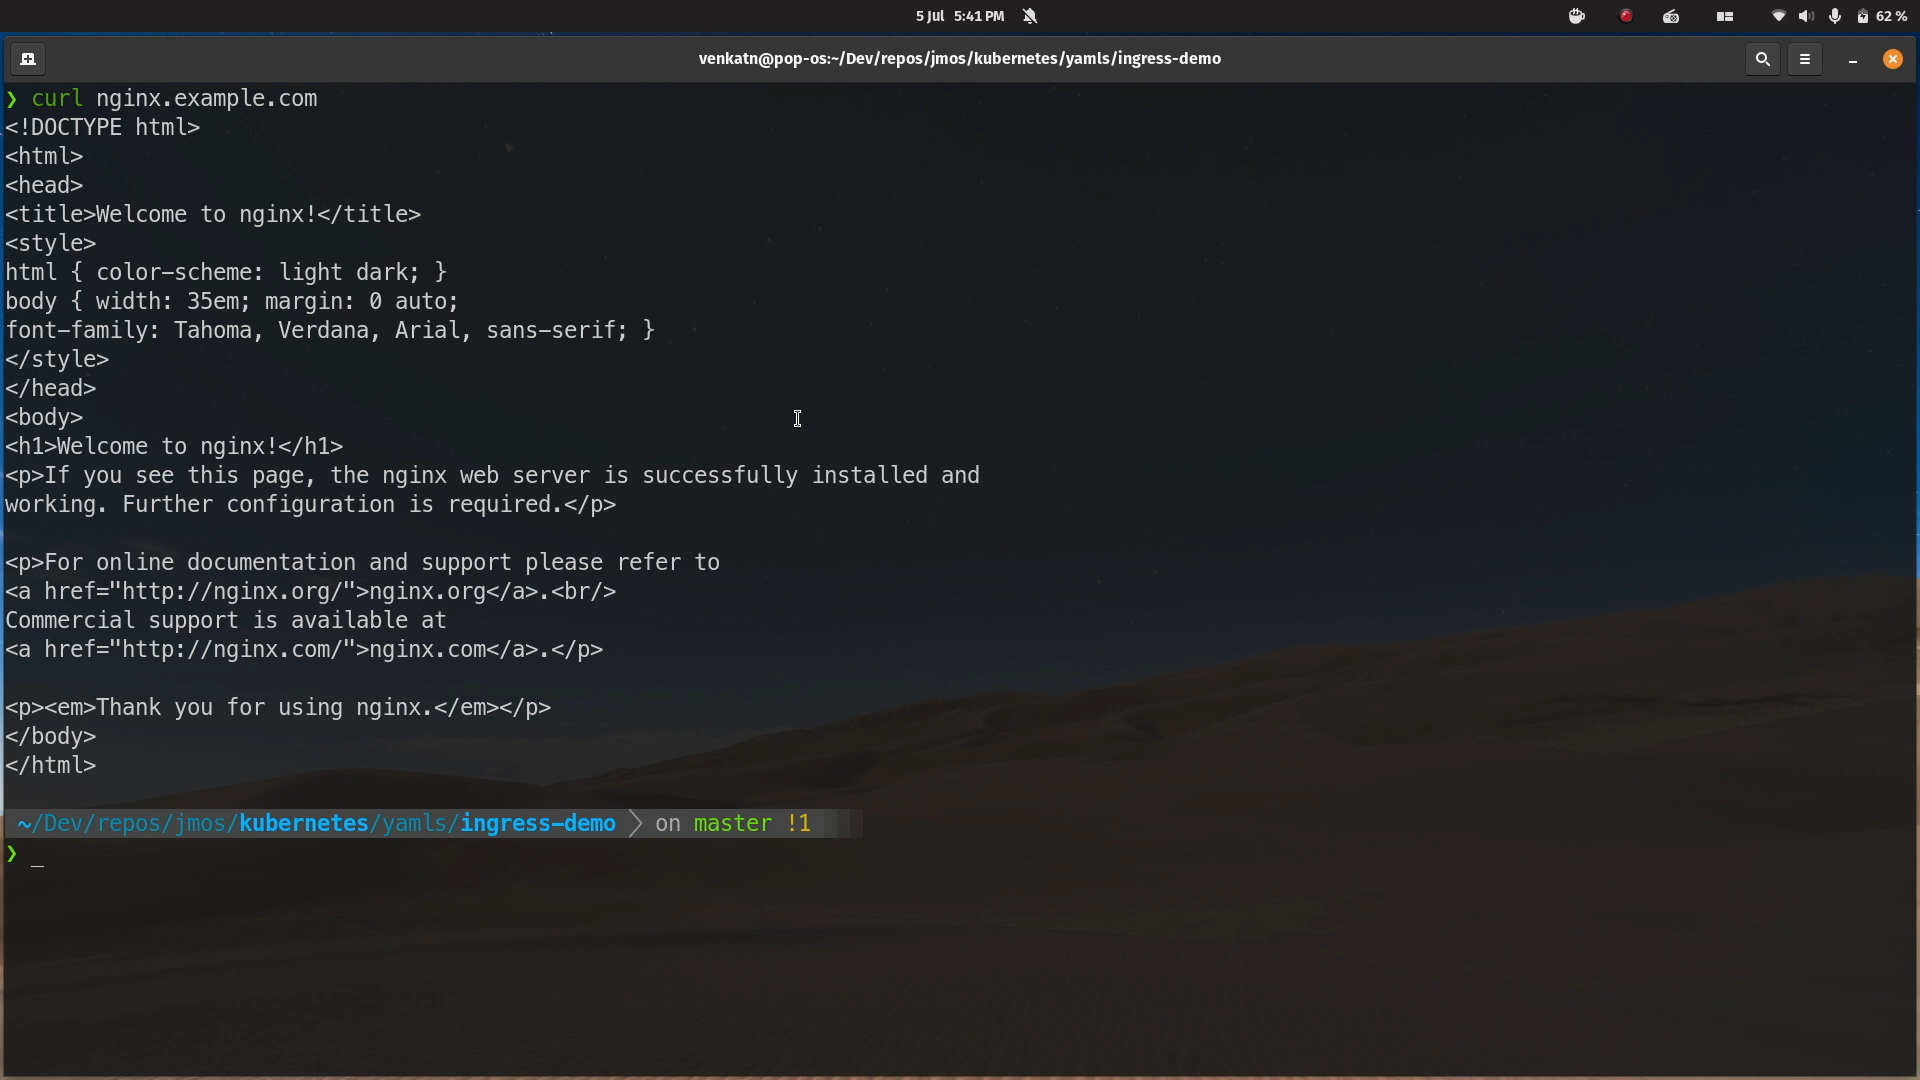 5 Jul 5:41 PM
62 %
venkatn@pop-os:~/Dev/repos/jmos/kubernetes/yamls/ingress-demo
❯ curl nginx.example.com
<!DOCTYPE html>
<html>
<head>
<title>Welcome to nginx!</title>
<style>
html { color-scheme: light dark; }
body { width: 35em; margin: 0 auto;
font-family: Tahoma, Verdana, Arial, sans-serif; }
</style>
</head>
<body>
<h1>Welcome to nginx!</h1>
<p>If you see this page, the nginx web server is successfully installed and
working. Further configuration is required.</p>

<p>For online documentation and support please refer to
<a href="http://nginx.org/">nginx.org</a>.<br/>
Commercial support is available at
<a href="http://nginx.com/">nginx.com</a>.</p>

<p><em>Thank you for using nginx.</em></p>
</body>
</html>

~/Dev/repos/jmos/kubernetes/yamls/ingress-demo on master !1
❯ _